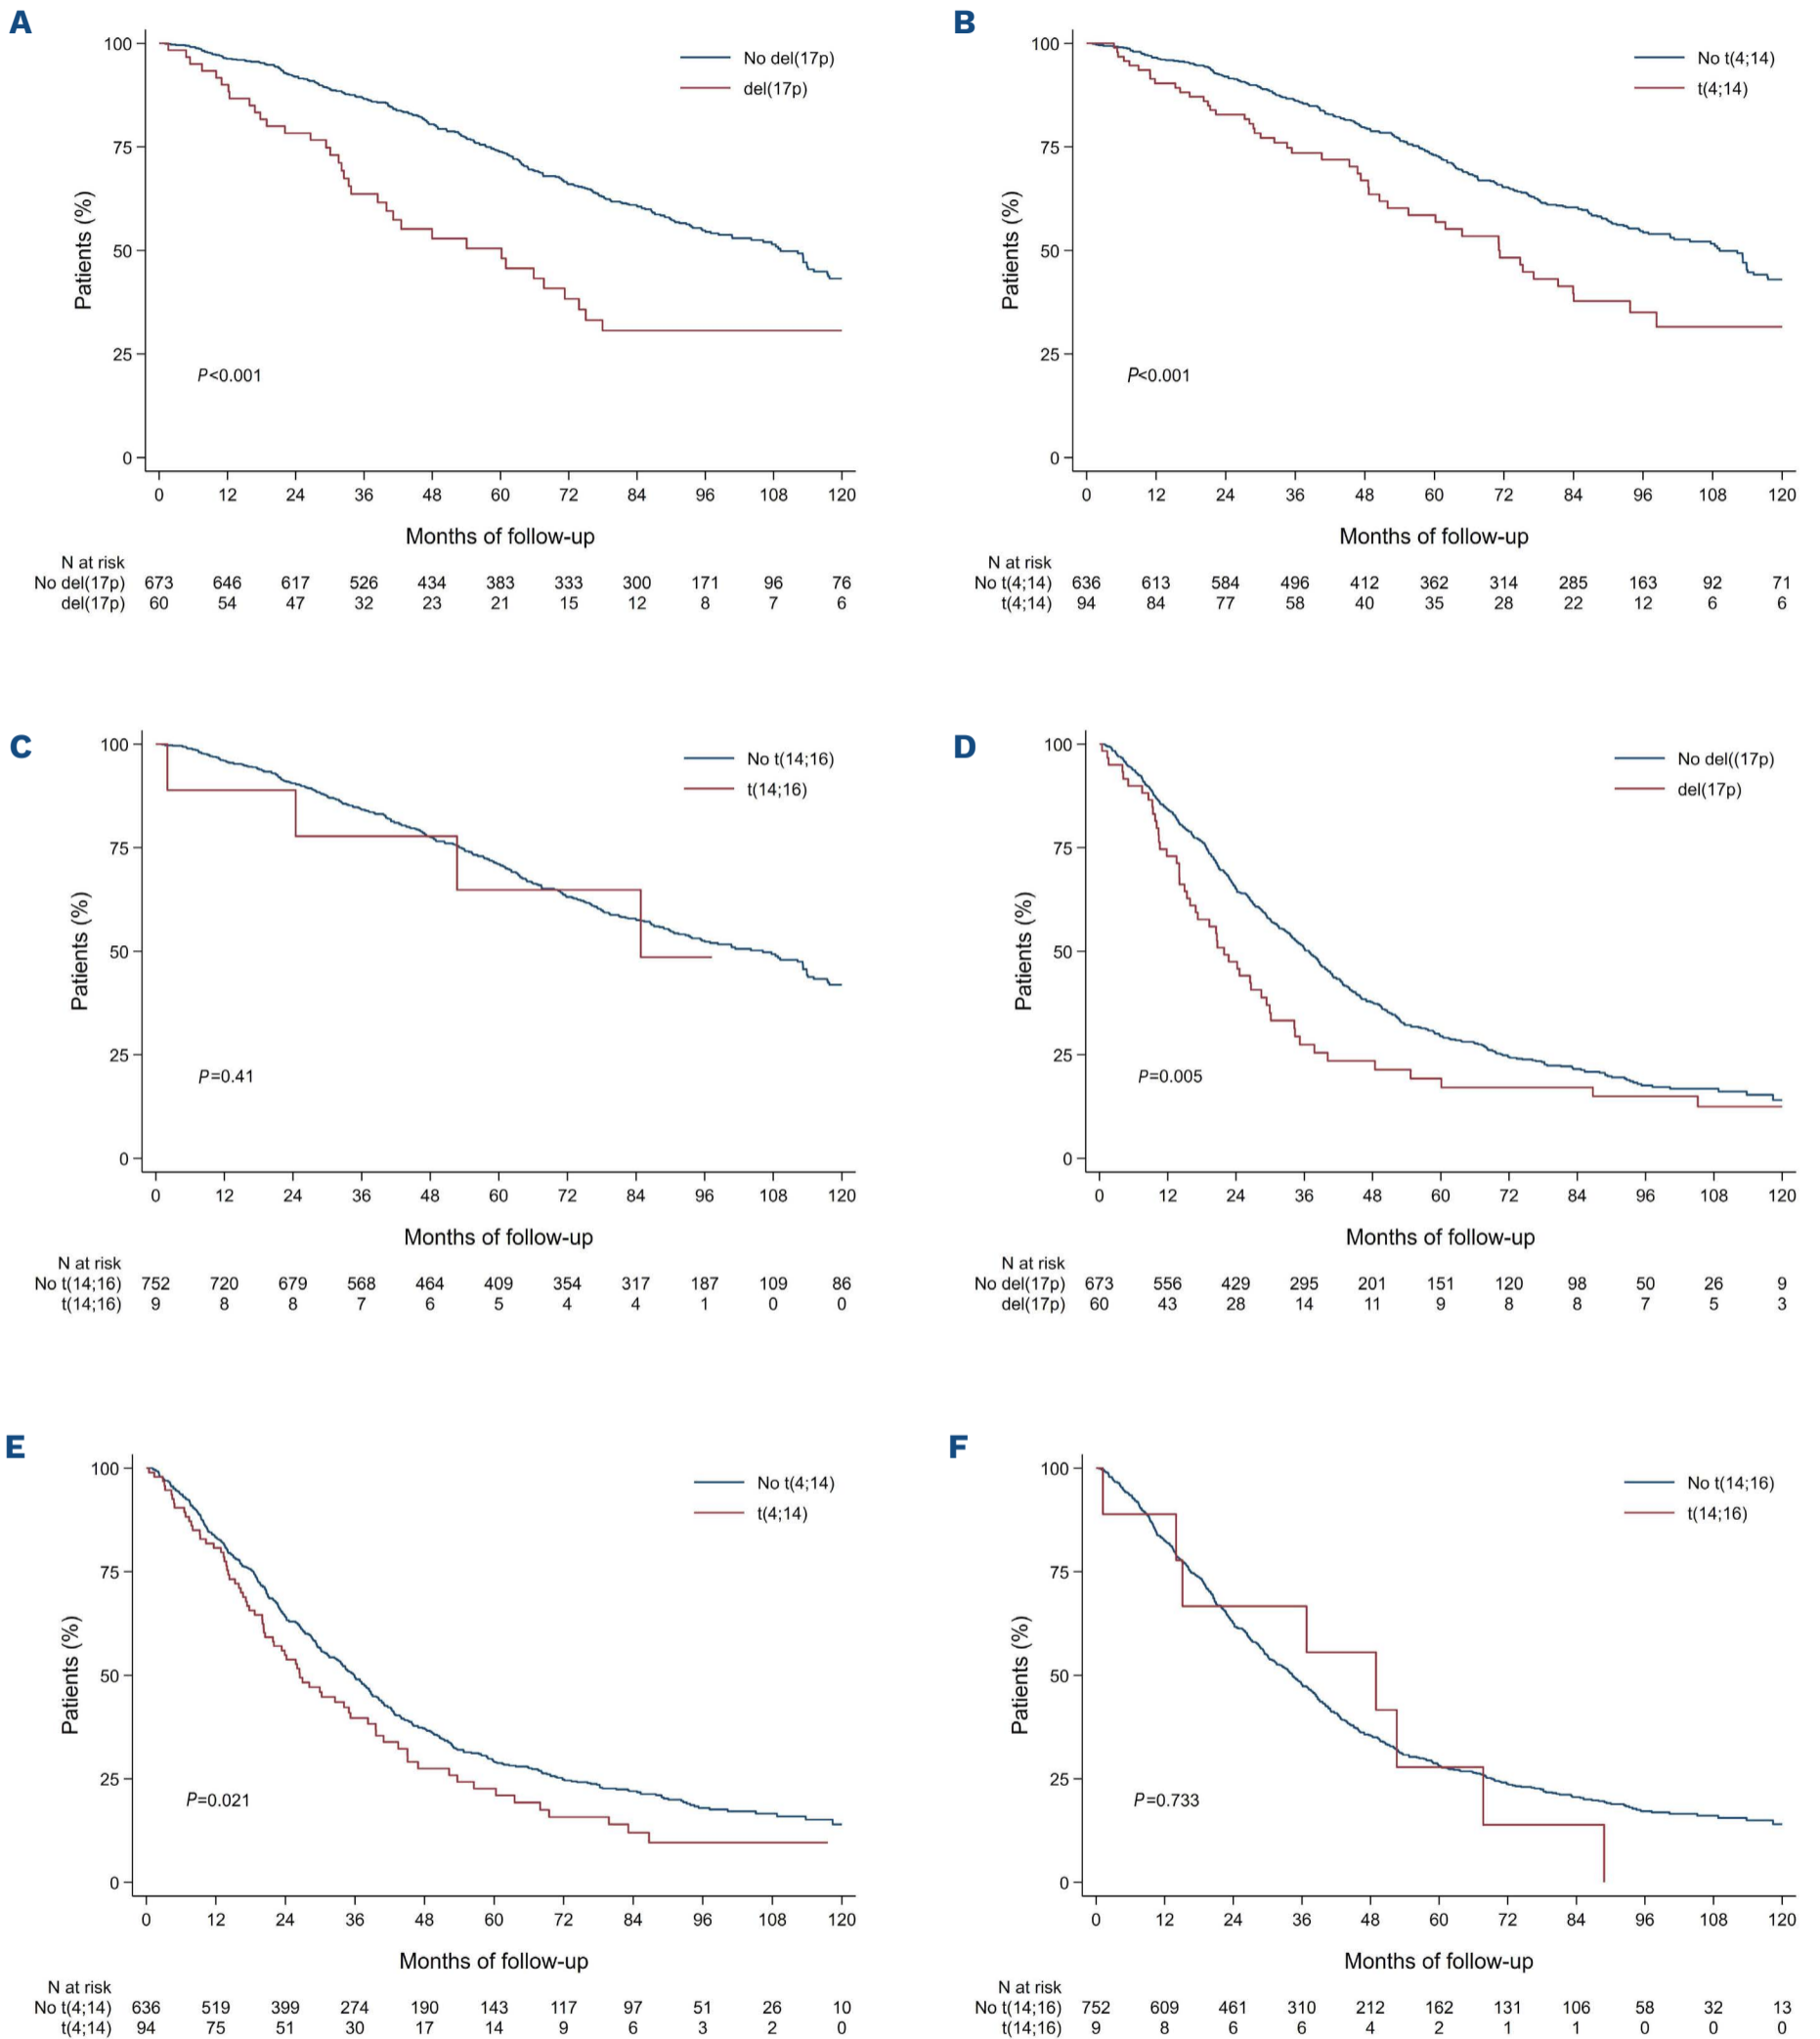 A
100
75
50
25
0
Patients (%)
No del(17p)
del(17p)
P<0.001
0 12 24 36 48 60 72 84 96 108 120
Months of follow-up
N at risk
No del(17p) 673 646 617 526 434 383 333 300 171 96 76
del(17p) 60 54 47 32 23 21 15 12 8 7 6
B
100
75
50
25
0
Patients (%)
No t(4;14)
t(4;14)
P<0.001
0 12 24 36 48 60 72 84 96 108 120
Months of follow-up
N at risk
No t(4;14) 636 613 584 496 412 362 314 285 163 92 71
t(4;14) 94 84 77 58 40 35 28 22 12 6 6
C
100
75
50
25
0
Patients (%)
No t(14;16)
t(14;16)
P=0.41
0 12 24 36 48 60 72 84 96 108 120
Months of follow-up
N at risk
No t(14;16) 752 720 679 568 464 409 354 317 187 109 86
t(14;16) 9 8 8 7 6 5 4 4 1 0 0
D
100
75
50
25
0
Patients (%)
No del((17p)
del(17p)
P=0.005
0 12 24 36 48 60 72 84 96 108 120
Months of follow-up
N at risk
No del(17p) 673 556 429 295 201 151 120 98 50 26 9
del(17p) 60 43 28 14 11 9 8 8 7 5 3
E
100
75
50
25
0
Patients (%)
No t(4;14)
t(4;14)
P=0.021
0 12 24 36 48 60 72 84 96 108 120
Months of follow-up
N at risk
No t(4;14) 636 519 399 274 190 143 117 97 51 26 10
t(4;14) 94 75 51 30 17 14 9 6 3 2 0
F
100
75
50
25
0
Patients (%)
No t(14;16)
t(14;16)
P=0.733
0 12 24 36 48 60 72 84 96 108 120
Months of follow-up
N at risk
No t(14;16) 752 609 461 310 212 162 131 106 58 32 13
t(14;16) 9 8 6 6 4 2 1 1 0 0 0